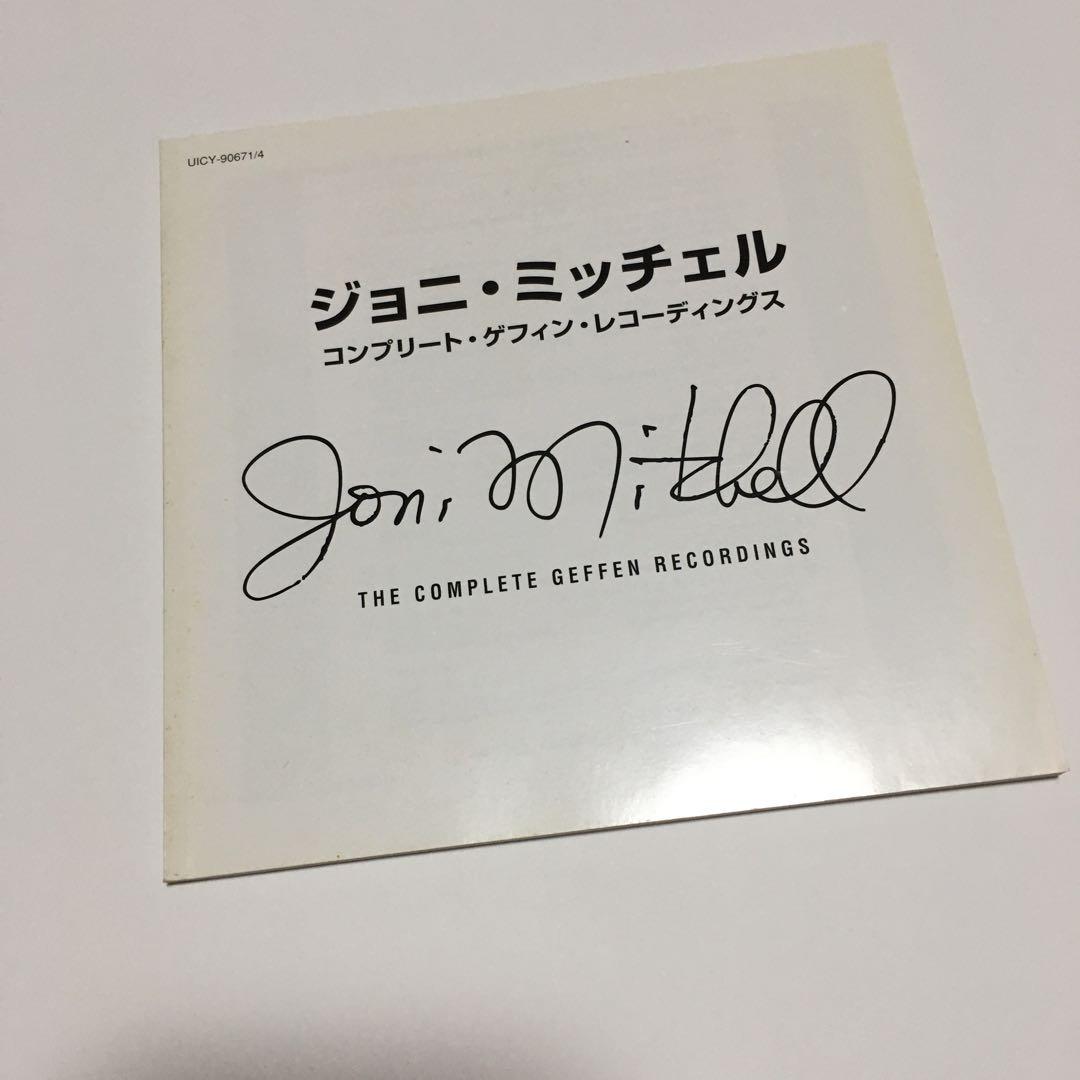 UICY-90671/4
ジョニ・ミッチェル
コンプリート・ゲフィン・レコーディングス
Joni Mitchell
THE COMPLETE GEFFEN RECORDINGS